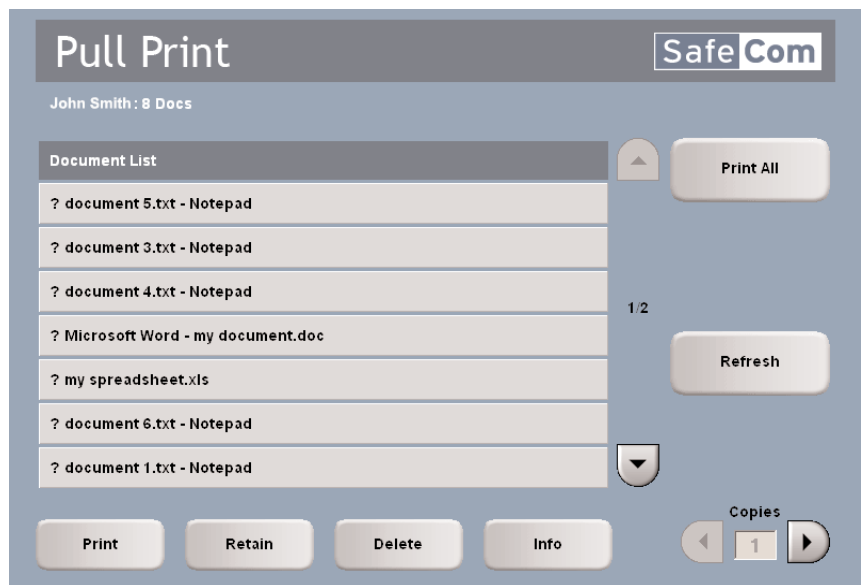 Pull Print
SafeCom
John Smith: 8 Docs
Document List
Print All
? document 5.txt - Notepad
? document 3.txt - Notepad
? document 4.txt - Notepad
1/2
? Microsoft Word - my document.doc
Refresh
? my spreadsheet.xls
? document 6.txt - Notepad
? document 1.txt - Notepad
Copies
Print
Retain
Delete
Info
1